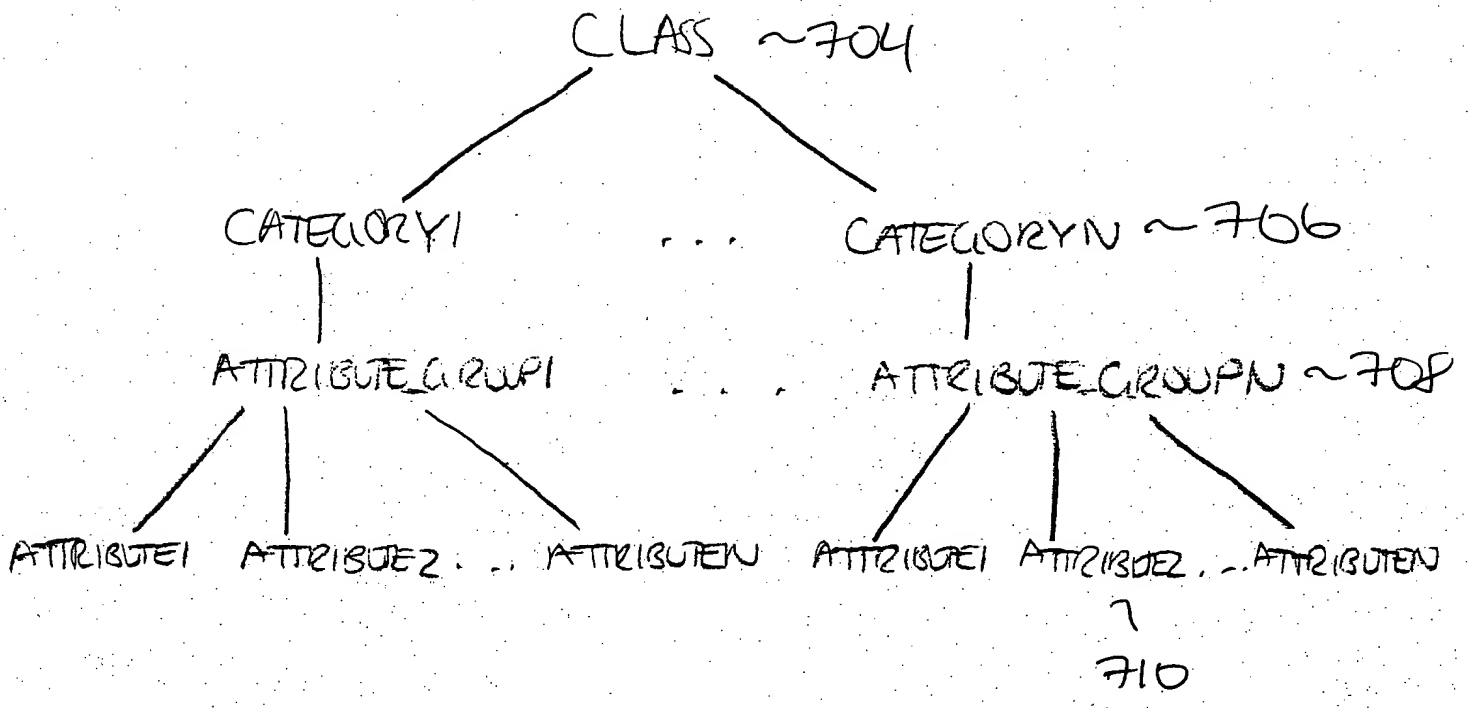 CLASS ~704
CATEGORY1 ... CATEGORYN ~706
ATTRIBUTE_GROUP1 .... ATTRIBUTE_GROUPN ~708
ATTRIBUTE1 ATTRIBUTE2 ... ATTRIBUTEN ATTRIBUTE1 ATTRIBUTE2 ... ATTRIBUTEN
~
710